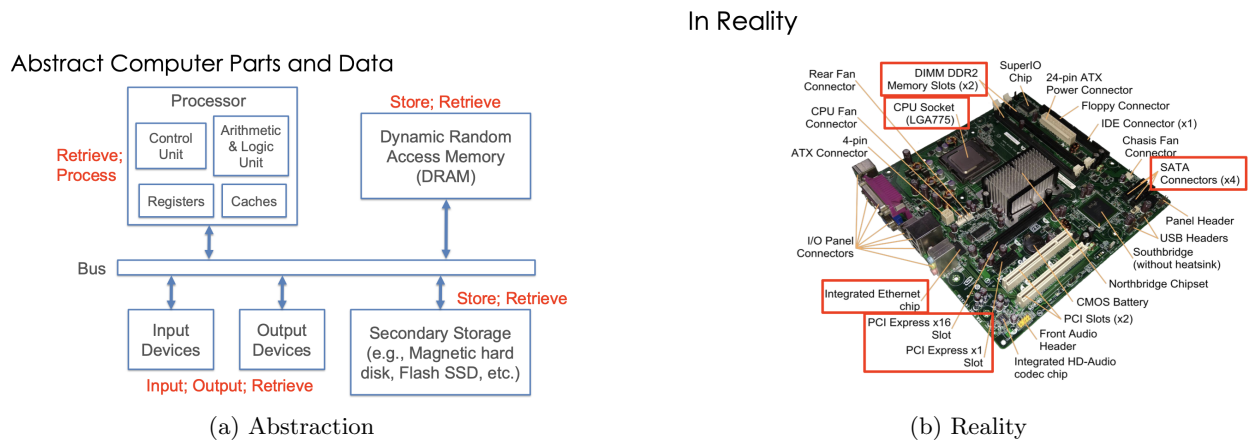 Abstract Computer Parts and Data
Processor
Control
Unit
Arithmetic
& Logic
Unit
Registers
Caches
Retrieve;
Process
Store; Retrieve
Dynamic Random
Access Memory
(DRAM)
Bus
Input
Devices
Output
Devices
Input; Output; Retrieve
Store; Retrieve
Secondary Storage
(e.g., Magnetic hard
disk, Flash SSD, etc.)
(a) Abstraction
In Reality
Rear Fan
Connector
DIMM DDR2
Memory Slots (x2)
SuperIO
Chip
24-pin ATX
Power Connector
CPU Fan
Connector
CPU Socket
(LGA775)
Floppy Connector
IDE Connector (x1)
4-pin
ATX Connector
Chasis Fan
Connector
SATA
Connectors (x4)
Panel Header
I/O Panel
Connectors
USB Headers
Southbridge
(without heatsink)
Integrated Ethernet
chip
Northbridge Chipset
CMOS Battery
PCI Slots (x2)
PCI Express x16
Slot
PCI Express x1
Slot
Front Audio
Header
Integrated HD-Audio
codec chip
(b) Reality